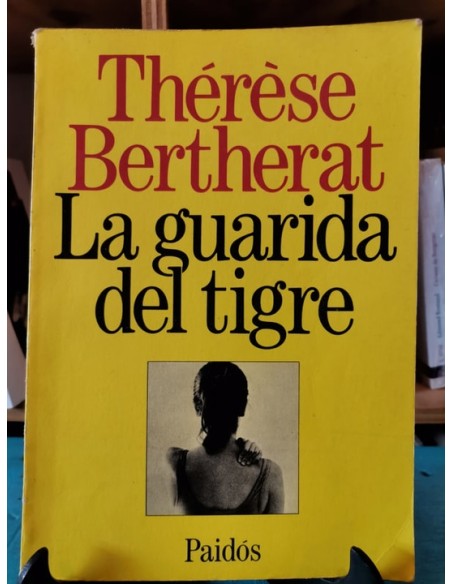 Thérèse
Bertherat
La guarida
del tigre
Paidós